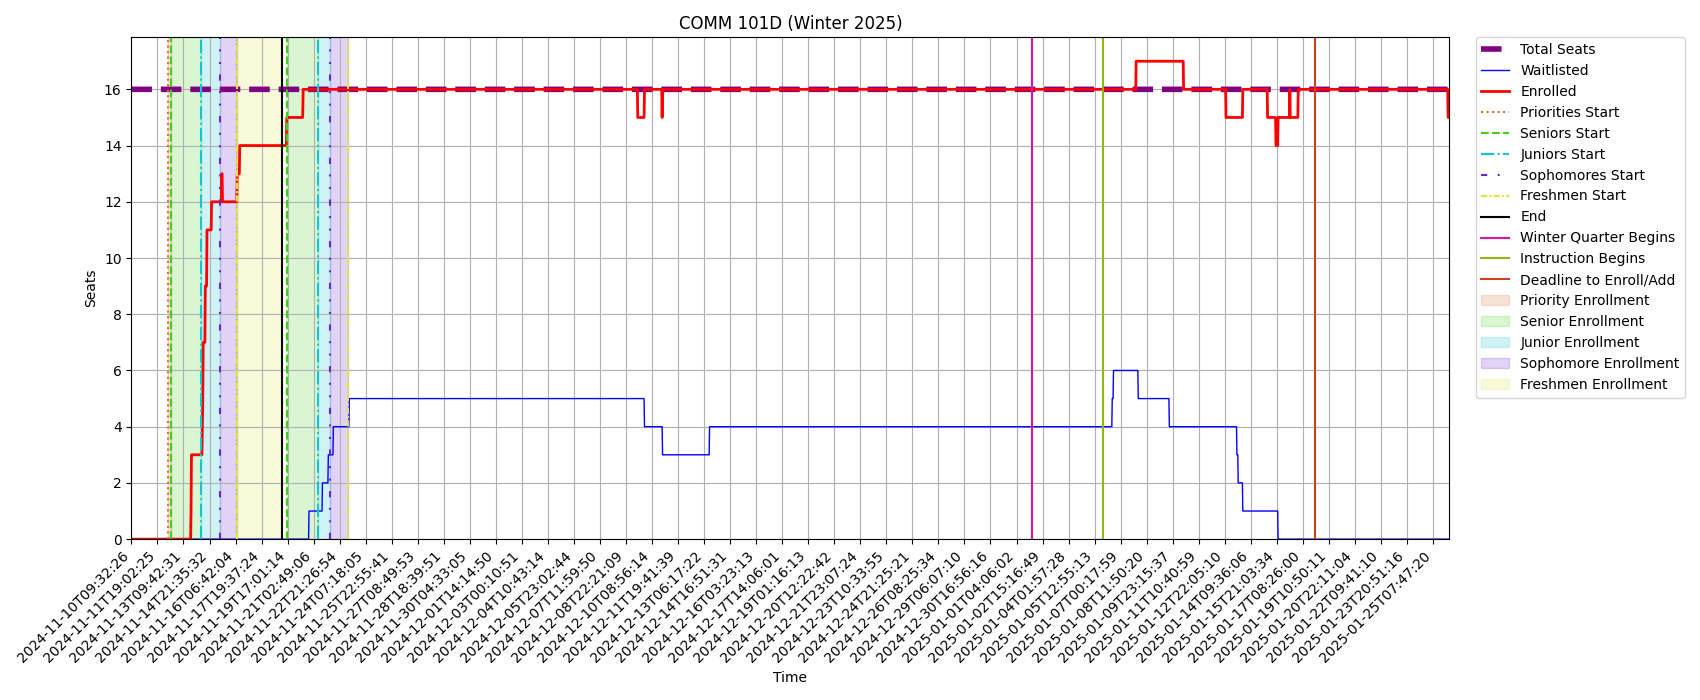 COMM 101D (Winter 2025)
Seats
16
14
12
10
8
6
4
2
0
2024-11-10T09:32:26
2024-11-11T19:02:25
2024-11-13T09:42:31
2024-11-14T21:35:32
2024-11-16T06:42:04
2024-11-17T19:37:24
2024-11-19T17:01:14
2024-11-21T02:49:06
2024-11-22T21:26:54
2024-11-24T07:18:05
2024-11-25T22:55:41
2024-11-27T08:49:53
2024-11-28T18:39:51
2024-11-30T04:33:05
2024-12-01T14:14:50
2024-12-03T00:10:51
2024-12-04T10:43:14
2024-12-05T23:02:44
2024-12-07T11:59:50
2024-12-08T22:21:09
2024-12-10T08:56:14
2024-12-11T19:41:39
2024-12-13T06:17:22
2024-12-14T16:51:31
2024-12-16T03:23:13
2024-12-17T14:06:01
2024-12-19T01:16:13
2024-12-20T12:22:42
2024-12-21T23:07:24
2024-12-23T10:33:55
2024-12-24T21:25:21
2024-12-26T08:25:34
2024-12-29T06:07:10
2024-12-30T16:56:16
2025-01-01T04:06:02
2025-01-02T15:16:49
2025-01-04T01:57:28
2025-01-05T12:55:13
2025-01-07T00:17:59
2025-01-08T11:50:20
2025-01-09T23:15:37
2025-01-11T10:40:59
2025-01-12T22:05:10
2025-01-14T09:36:06
2025-01-15T21:03:34
2025-01-17T08:26:00
2025-01-19T10:50:11
2025-01-20T22:11:04
2025-01-22T09:41:10
2025-01-23T20:51:16
2025-01-25T07:47:20
Time
Total Seats
Waitlisted
Enrolled
Priorities Start
Seniors Start
Juniors Start
Sophomores Start
Freshmen Start
End
Winter Quarter Begins
Instruction Begins
Deadline to Enroll/Add
Priority Enrollment
Senior Enrollment
Junior Enrollment
Sophomore Enrollment
Freshmen Enrollment